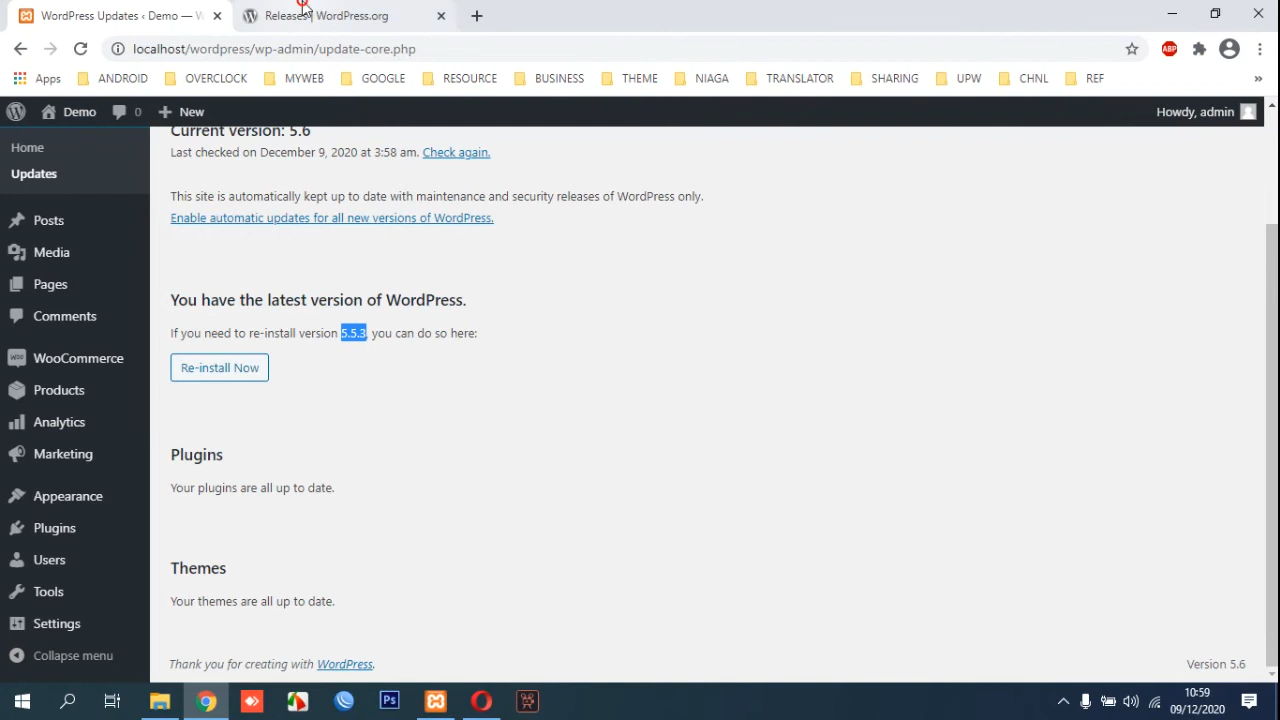 WordPress Updates ‹ Demo — W
Releases | WordPress.org
localhost/wordpress/wp-admin/update-core.php
ABP
Apps
ANDROID
OVERCLOCK
MYWEB
GOOGLE
RESOURCE
BUSINESS
THEME
NIAGA
TRANSLATOR
SHARING
UPW
CHNL
REF
»
Demo
0
New
Howdy, admin
Home
Updates
Posts
Media
Pages
Comments
WooCommerce
Products
Analytics
Marketing
Appearance
Plugins
Users
Tools
Settings
Collapse menu
Current version: 5.6
Last checked on December 9, 2020 at 3:58 am. Check again.
This site is automatically kept up to date with maintenance and security releases of WordPress only.
Enable automatic updates for all new versions of WordPress.
You have the latest version of WordPress.
If you need to re-install version 5.5.3, you can do so here:
Re-install Now
Plugins
Your plugins are all up to date.
Themes
Your themes are all up to date.
Thank you for creating with WordPress.
Version 5.6
Ps
10:59
09/12/2020